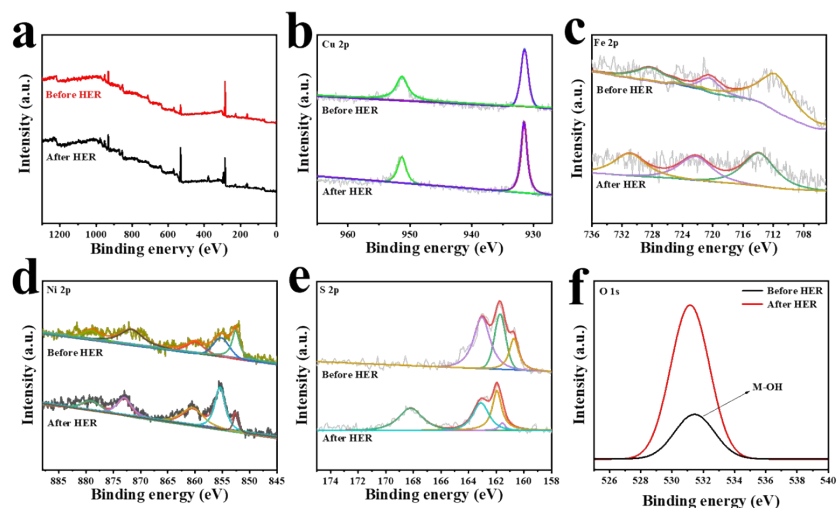 a
Intensity (a.u.)
Before HER
After HER
1200 1000 800 600 400 200 0
Binding enervy (eV)
b
Cu 2p
Intensity (a.u.)
Before HER
After HER
960 950 940 930
Binding energy (eV)
c
Fe 2p
Intensity (a.u.)
Before HER
After HER
736 728 720 712
Binding energy (eV)
d
Ni 2p
Intensity (a.u.)
Before HER
After HER
885 880 875 870 865 860 855 850 845
Binding energy (eV)
e
S 2p
Intensity (a.u.)
Before HER
After HER
175 174 172 170 168 166 164 162 160 158
Binding energy (eV)
f
O 1s
Before HER
After HER
Intensity (a.u.)
M-OH
526 528 530 532 534 536 538 540
Binding energy (eV)